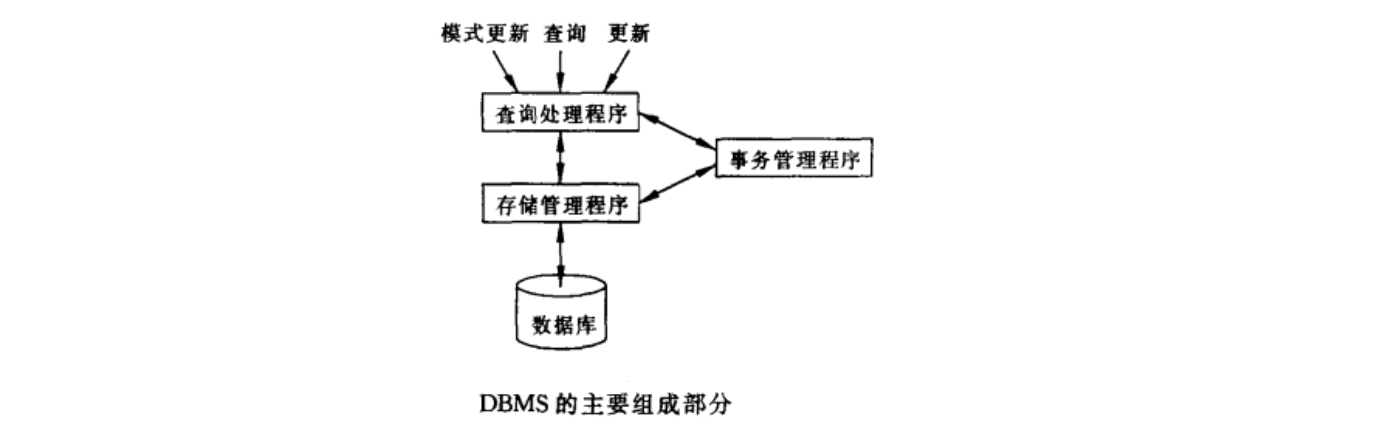 模式更新 查询 更新
查询处理程序
事务管理程序
存储管理程序
数据库
DBMS 的主要组成部分